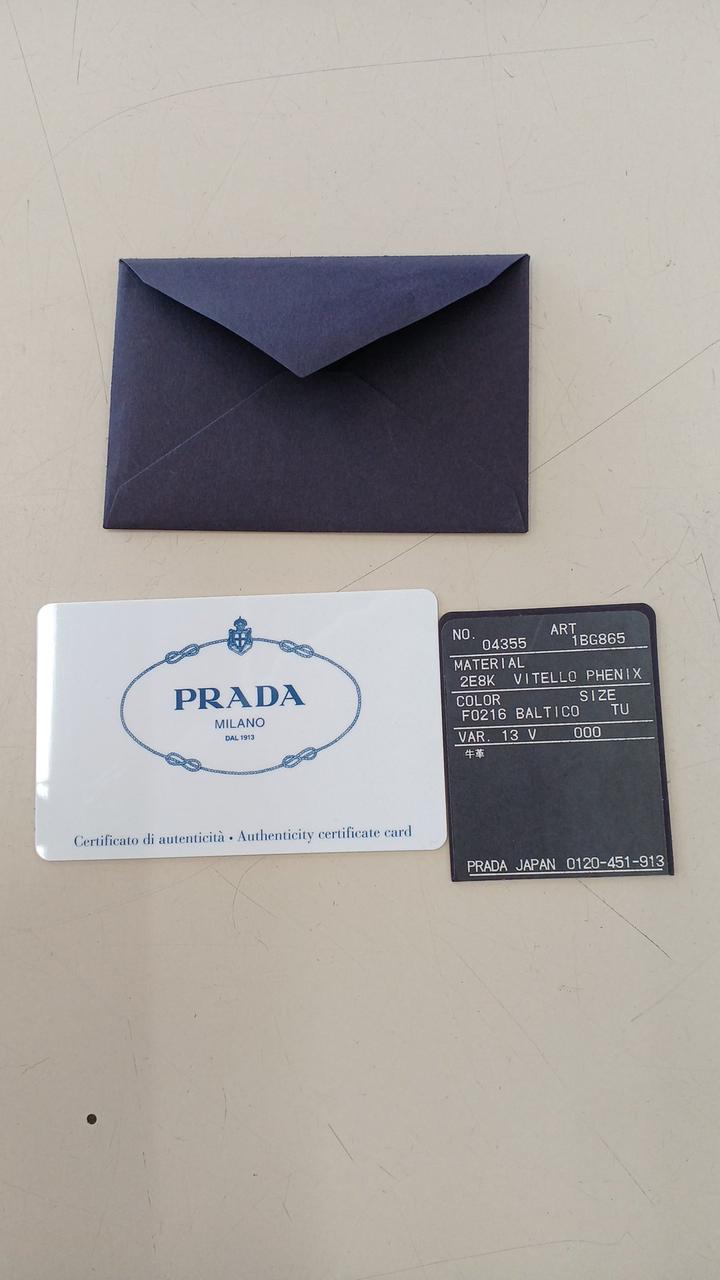 PRADA
MILANO
DAL 1913
Certificato di autenticità • Authenticity certificate card
NO. 04355 ART 1BG865
MATERIAL
2E8K VITELLO PHENIX
COLOR SIZE
F0216 BALTICO TU
VAR. 13 V 000
牛革
PRADA JAPAN 0120-451-913